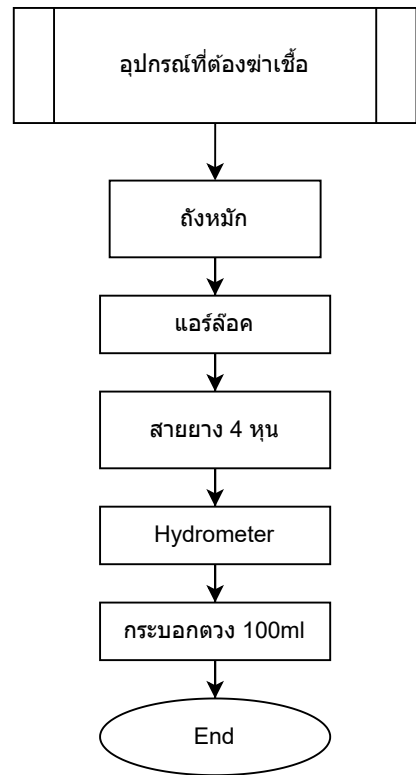 อุปกรณ์ที่ต้องฆ่าเชื้อ
ถังหมัก
แอร์ล๊อค
สายยาง 4 หุน
Hydrometer
กระบอกตวง 100ml
End